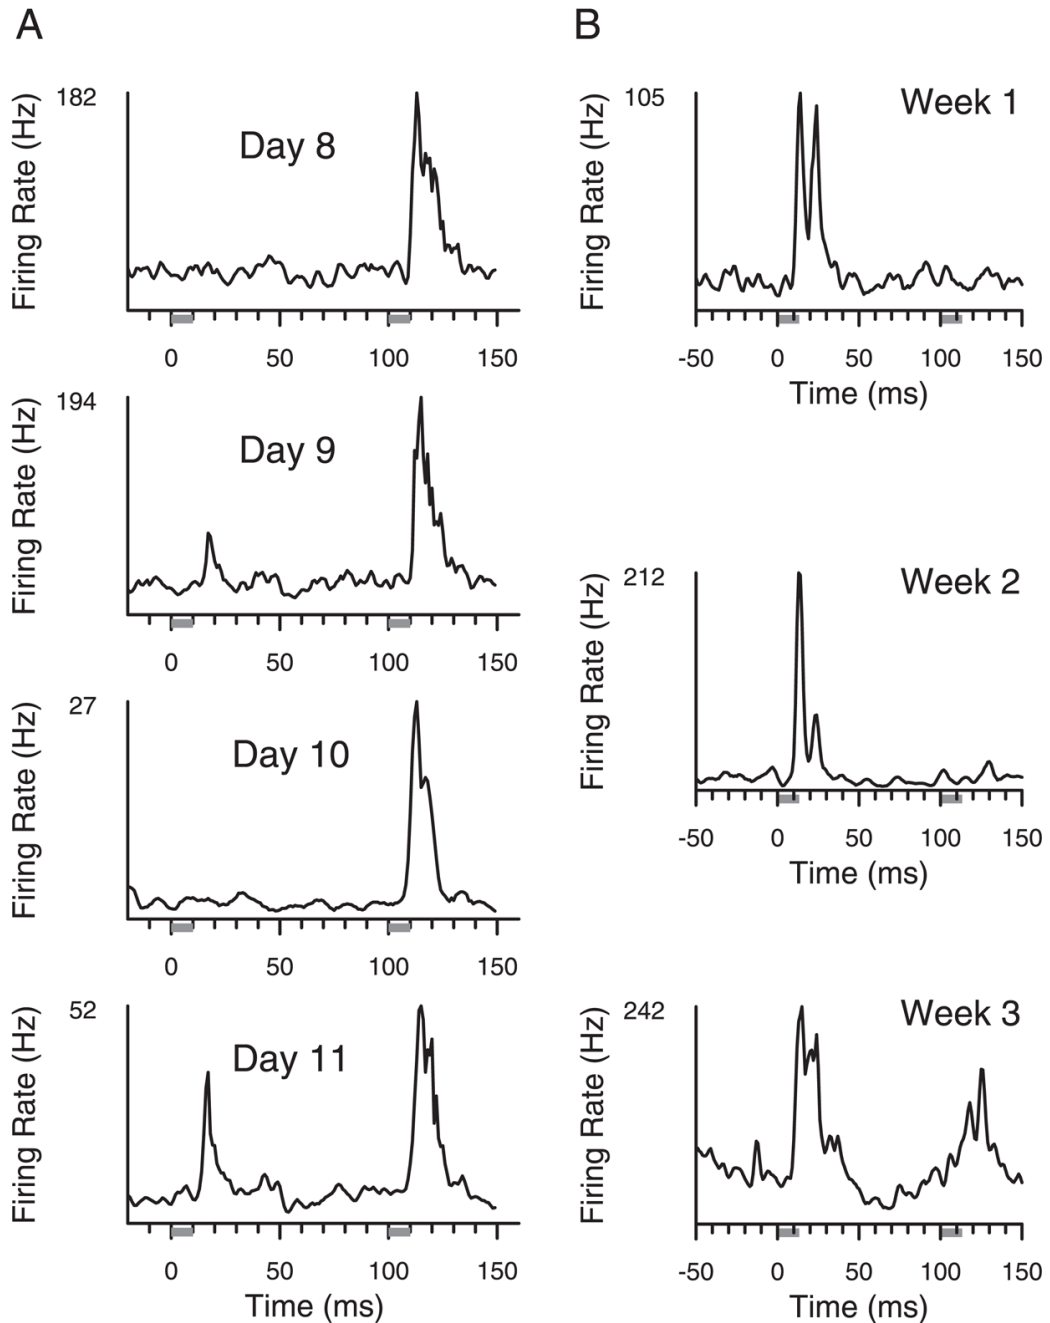 A
Firing Rate (Hz)
182
Day 8
0 50 100 150
Firing Rate (Hz)
194
Day 9
0 50 100 150
Firing Rate (Hz)
27
Day 10
0 50 100 150
Firing Rate (Hz)
52
Day 11
0 50 100 150
Time (ms)
B
Firing Rate (Hz)
105
Week 1
-50 0 50 100 150
Time (ms)
Firing Rate (Hz)
212
Week 2
-50 0 50 100 150
Time (ms)
Firing Rate (Hz)
242
Week 3
-50 0 50 100 150
Time (ms)